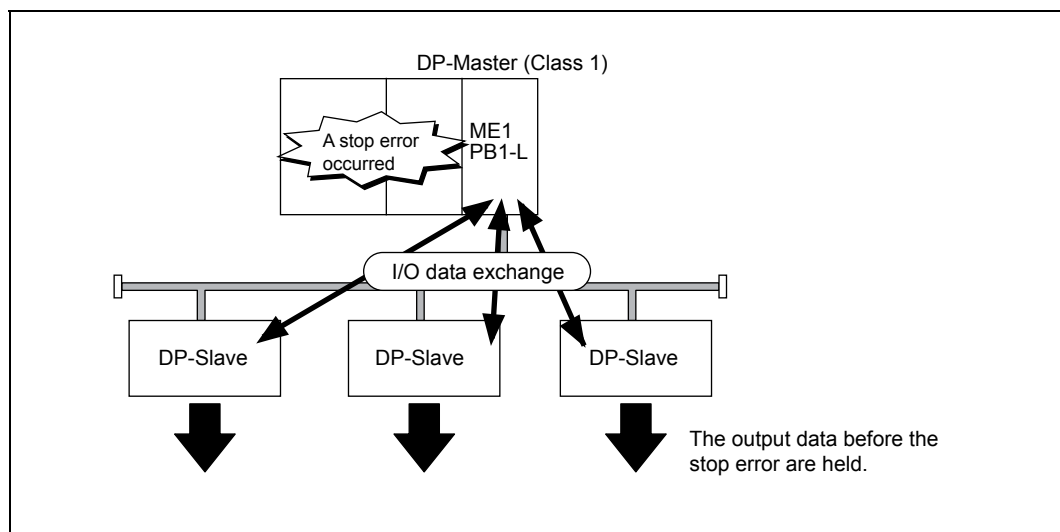 DP-Master (Class 1)
A stop error
occurred
ME1
PB1-L
I/O data exchange
DP-Slave
DP-Slave
DP-Slave
The output data before the
stop error are held.